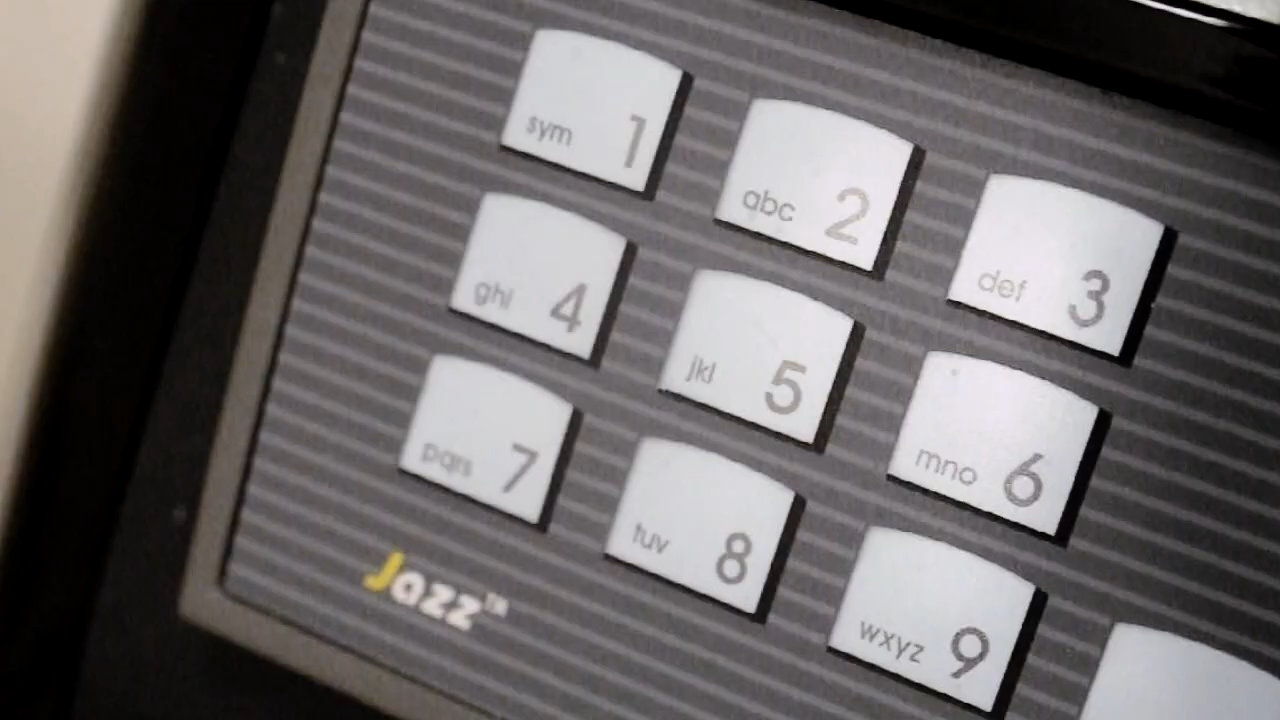 sym 1
abc 2
def 3
ghi 4
jkl 5
mno 6
pqrs 7
tuv 8
wxyz 9
Jazz™